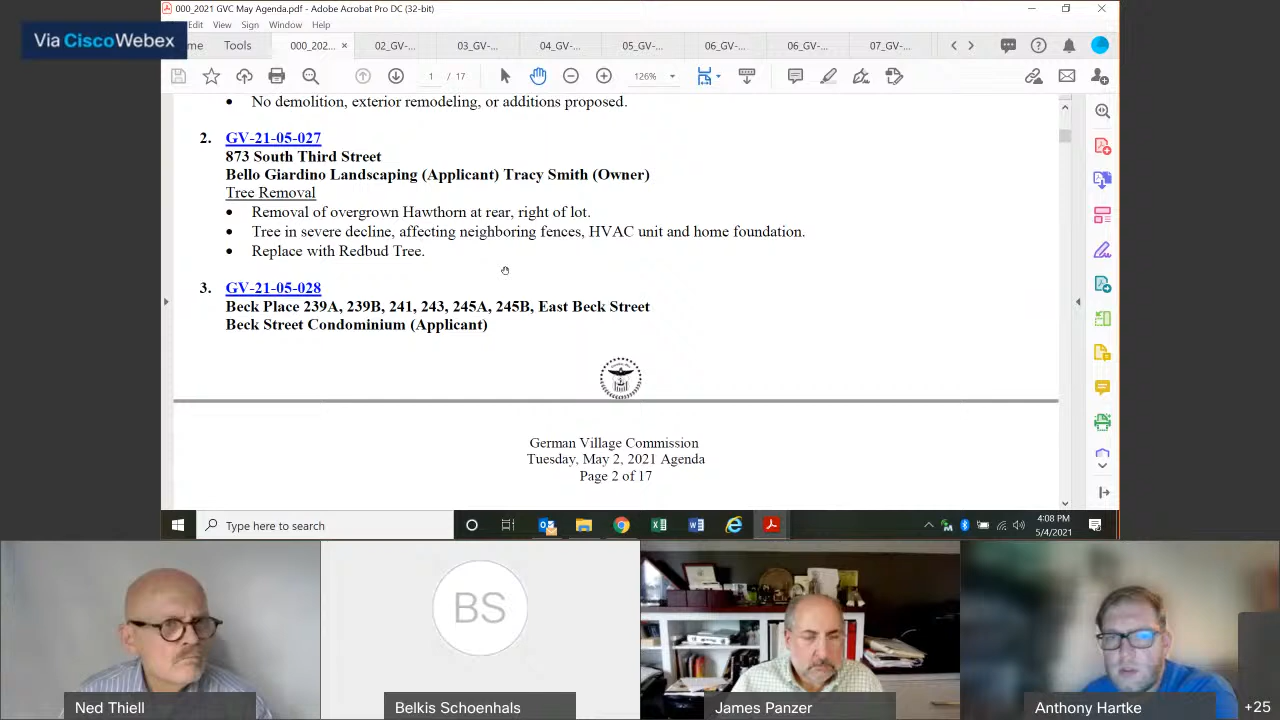 000_2021 GVC May Agenda.pdf - Adobe Acrobat Pro DC (32-bit)
Via Cisco Webex
Edit View Sign Window Help
Tools 000_202... × 02_GV-... 03_GV-... 04_GV-... 05_GV-... 06_GV-... 06_GV-... 07_GV-...
1 / 17 126%
• No demolition, exterior remodeling, or additions proposed.
2. GV-21-05-027
873 South Third Street
Bello Giardino Landscaping (Applicant) Tracy Smith (Owner)
Tree Removal
• Removal of overgrown Hawthorn at rear, right of lot.
• Tree in severe decline, affecting neighboring fences, HVAC unit and home foundation.
• Replace with Redbud Tree.
3. GV-21-05-028
Beck Place 239A, 239B, 241, 243, 245A, 245B, East Beck Street
Beck Street Condominium (Applicant)
German Village Commission
Tuesday, May 2, 2021 Agenda
Page 2 of 17
Type here to search
4:08 PM
5/4/2021
BS
Ned Thiell
Belkis Schoenhals
James Panzer
Anthony Hartke
+25